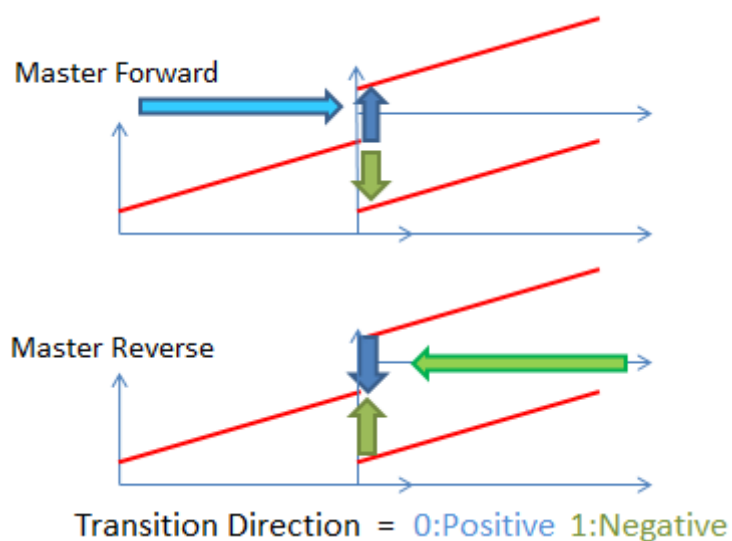 Master Forward
Master Reverse
Transition Direction = 0:Positive 1:Negative